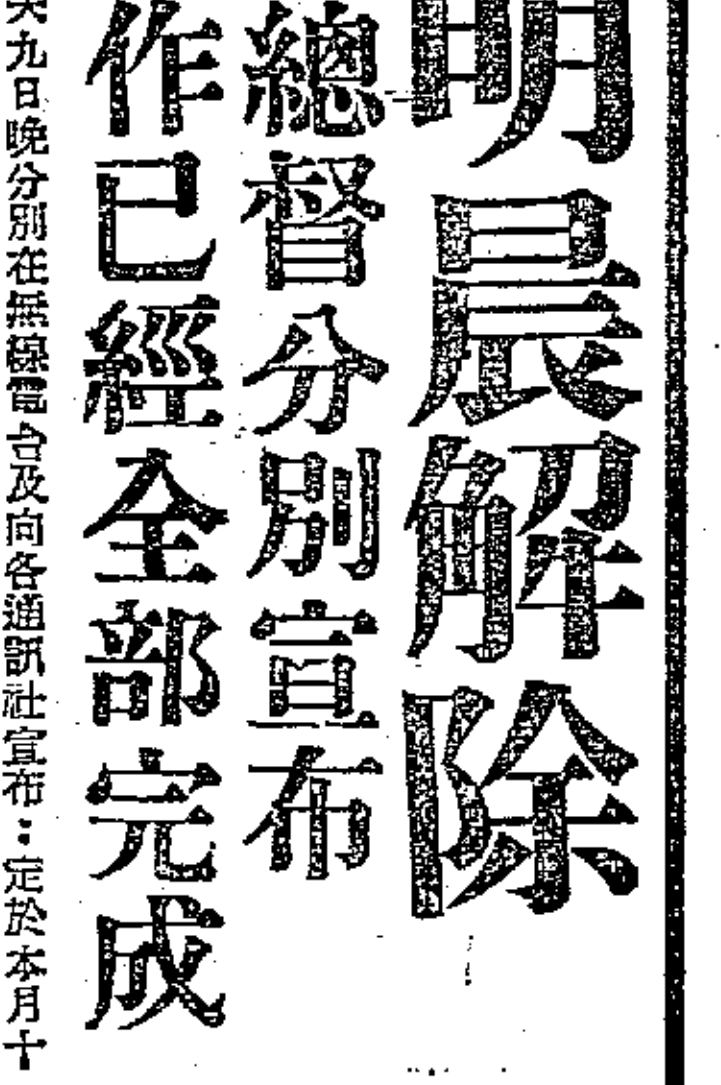 明晨解除
總督分別宣布
作已經全部完成
九日晚分別在無線電台及向各通訊社宣布：定於本月十